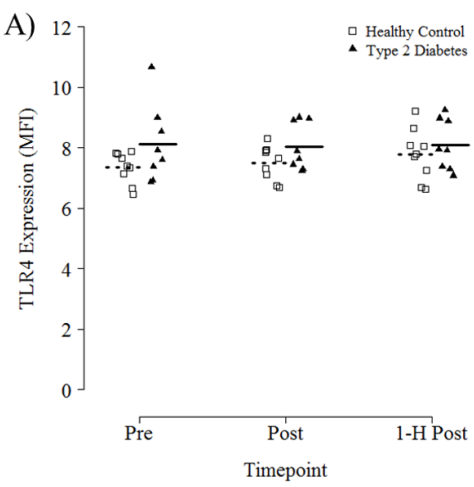 A)
Healthy Control
Type 2 Diabetes
TLR4 Expression (MFI)
12
10
8
6
4
2
0
Pre Post 1-H Post
Timepoint